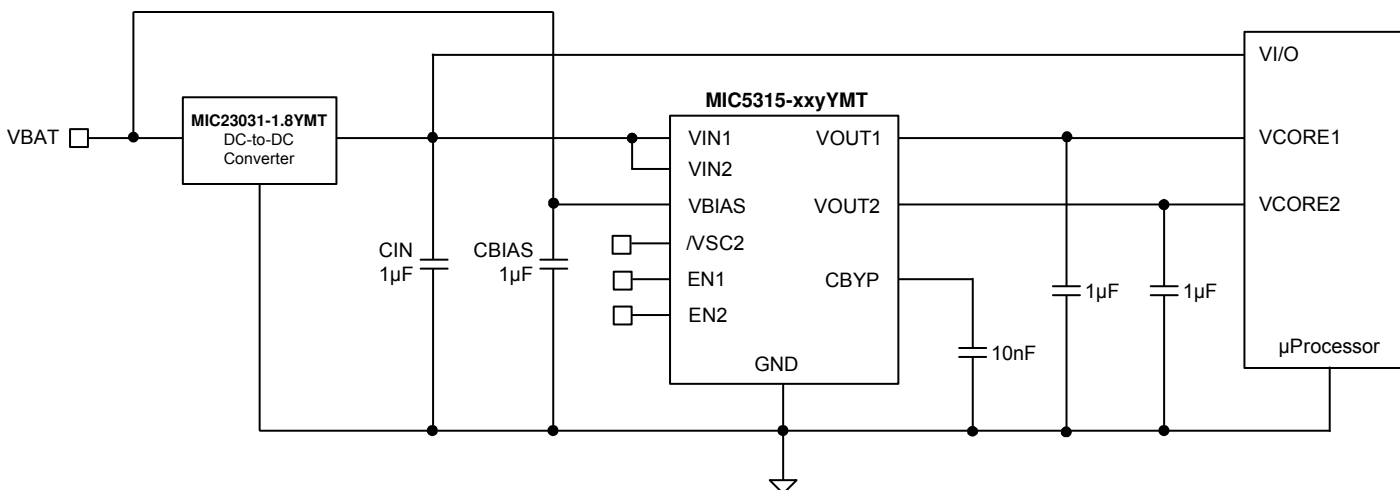 VI/O
MIC5315-xxyYMT
MIC23031-1.8YMT
DC-to-DC
Converter
VBAT
VIN1
VOUT1
VCORE1
VIN2
VBIAS
VOUT2
VCORE2
/VSC2
CIN
1µF
CBIAS
1µF
EN1
CBYP
1µF
1µF
EN2
10nF
µProcessor
GND